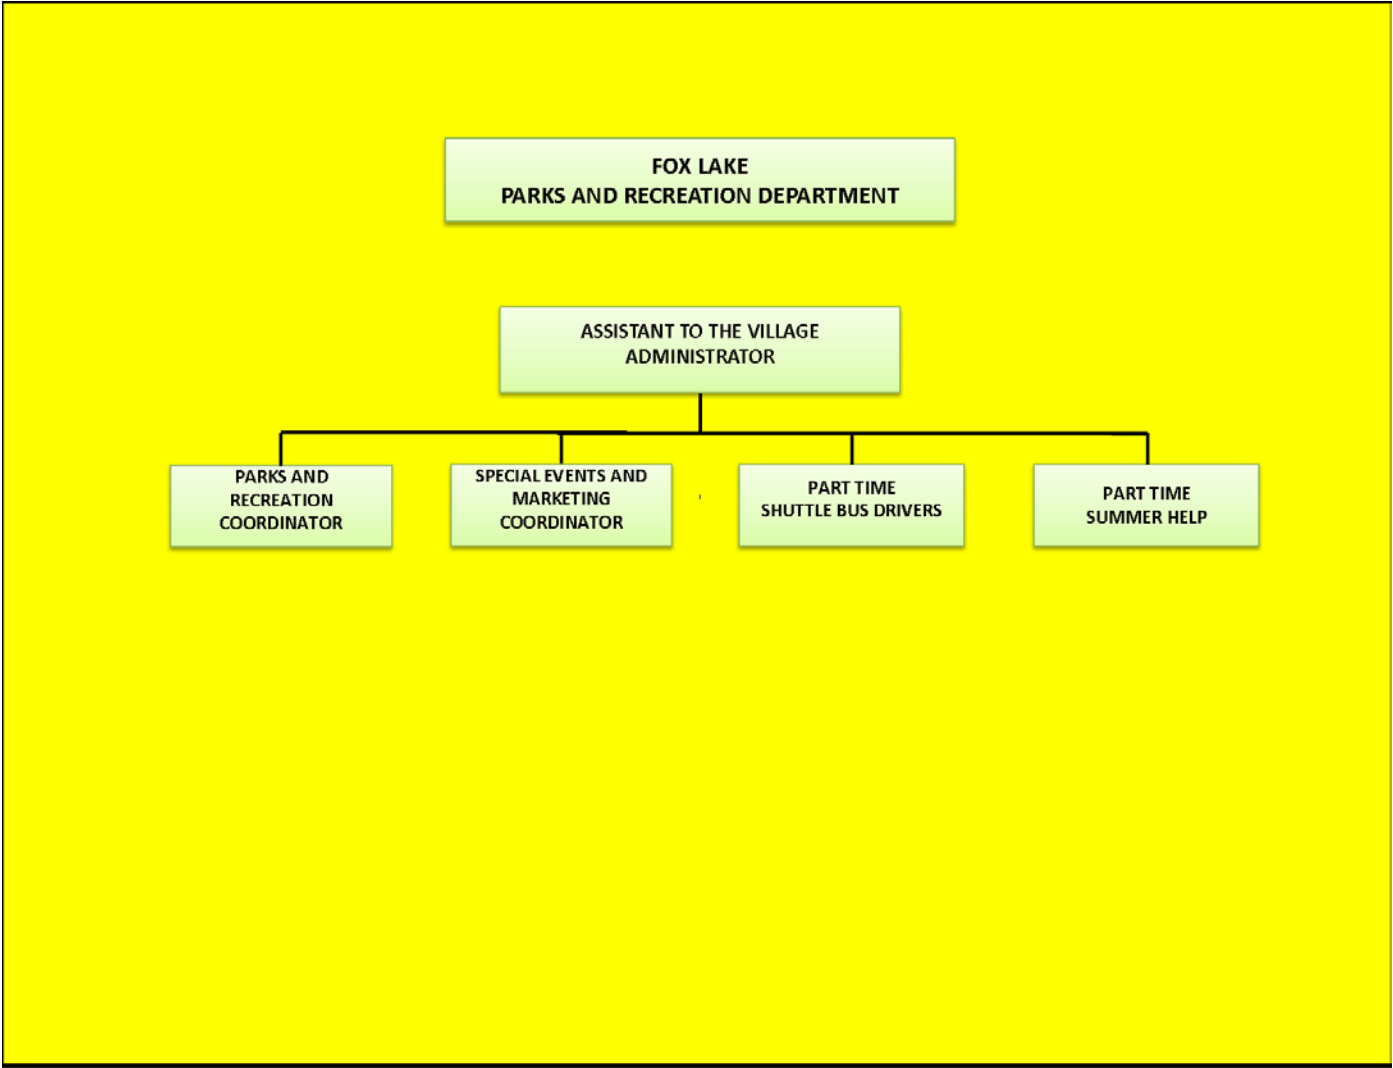 FOX LAKE
PARKS AND RECREATION DEPARTMENT
ASSISTANT TO THE VILLAGE
ADMINISTRATOR
PARKS AND
RECREATION
COORDINATOR
SPECIAL EVENTS AND
MARKETING
COORDINATOR
PART TIME
SHUTTLE BUS DRIVERS
PART TIME
SUMMER HELP